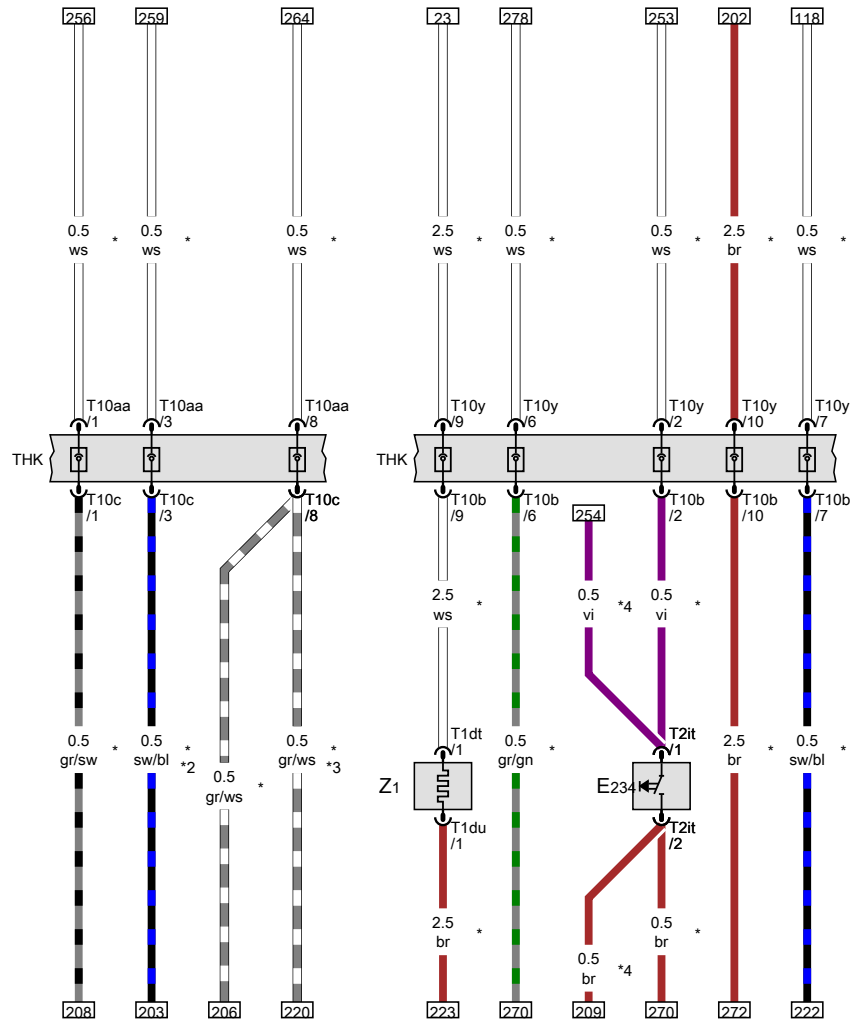 256 259 264 23 278 253 202 118
0.5 0.5 0.5 2.5 0.5 0.5 2.5 0.5
ws * ws * ws * ws * ws * ws * br * ws *
T10aa T10aa T10aa T10y T10y T10y T10y T10y
/1 /3 /8 /9 /6 /2 /10 /7
THK THK
T10c T10c T10c T10b T10b T10b T10b T10b
/1 /3 /8 /9 /6 /2 /10 /7
254
2.5 0.5 0.5
ws * vi *4 vi *
T1dt T2it
/1 /1
0.5 0.5 0.5 0.5 2.5 0.5
gr/sw * sw/bl * *2 gr/ws * *3 gr/gn * br * sw/bl *
0.5
gr/ws *
Z1 E234
T1du T2it
/1 /2
2.5 0.5
br * br *
0.5
br *4
208 203 206 220 223 270 209 270 272 222